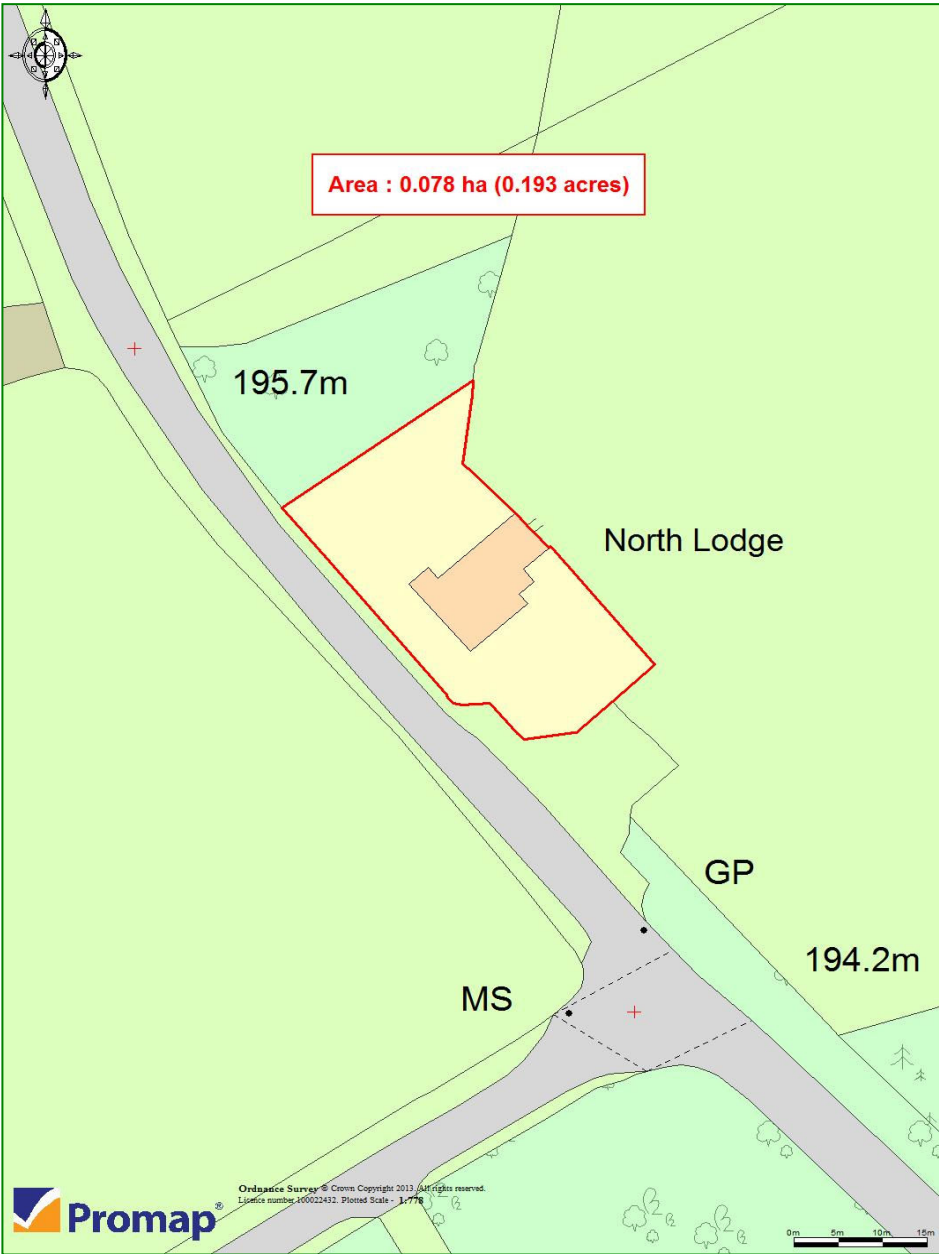 Area : 0.078 ha (0.193 acres)
195.7m
North Lodge
GP
194.2m
MS
Promap®
Ordnance Survey © Crown Copyright 2013. All rights reserved.
Licence number 100022432. Plotted Scale - 1:778
0m 5m 10m 15m